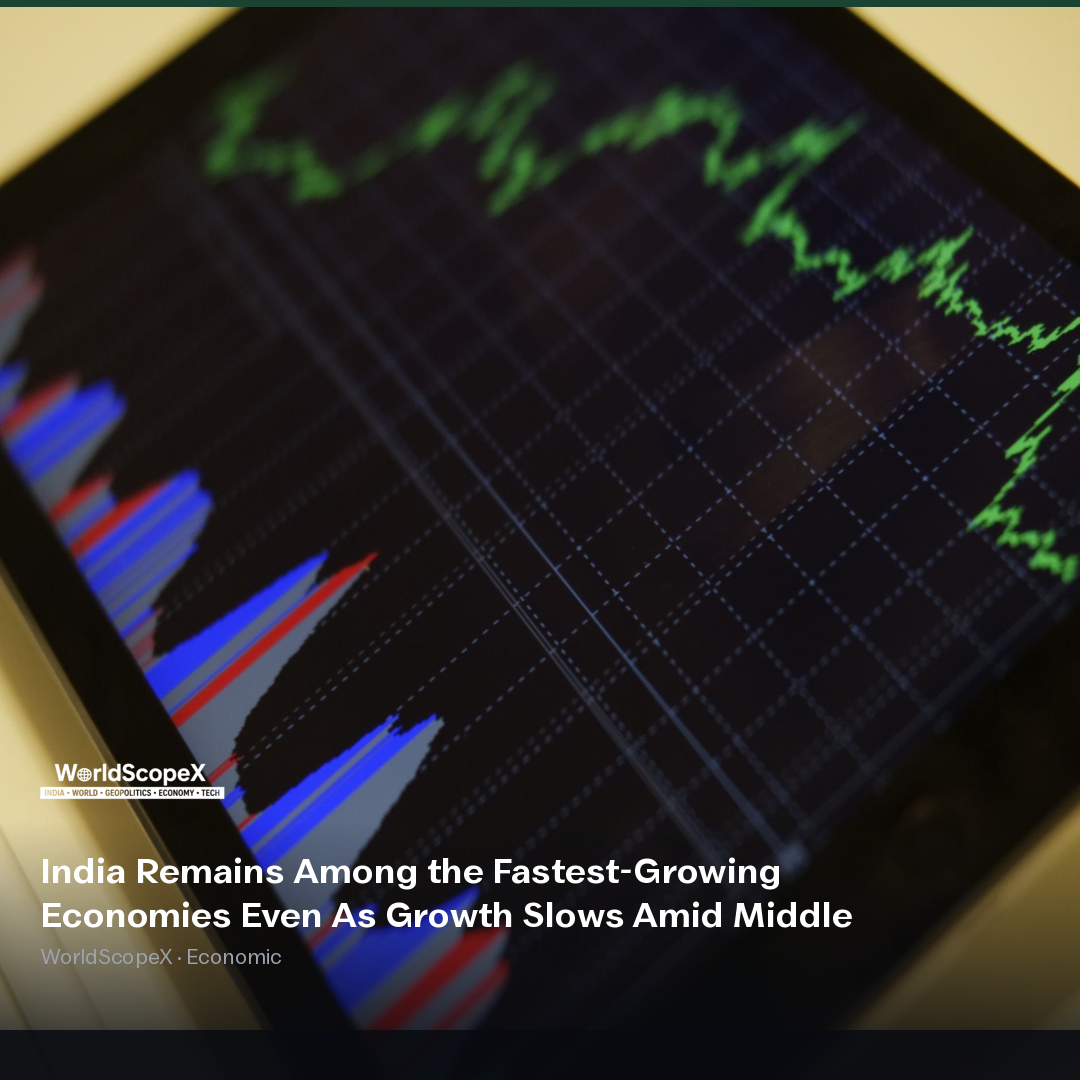 WorldScopeX
INDIA • WORLD • GEOPOLITICS • ECONOMY • TECH
India Remains Among the Fastest-Growing
Economies Even As Growth Slows Amid Middle
WorldScopeX · Economic